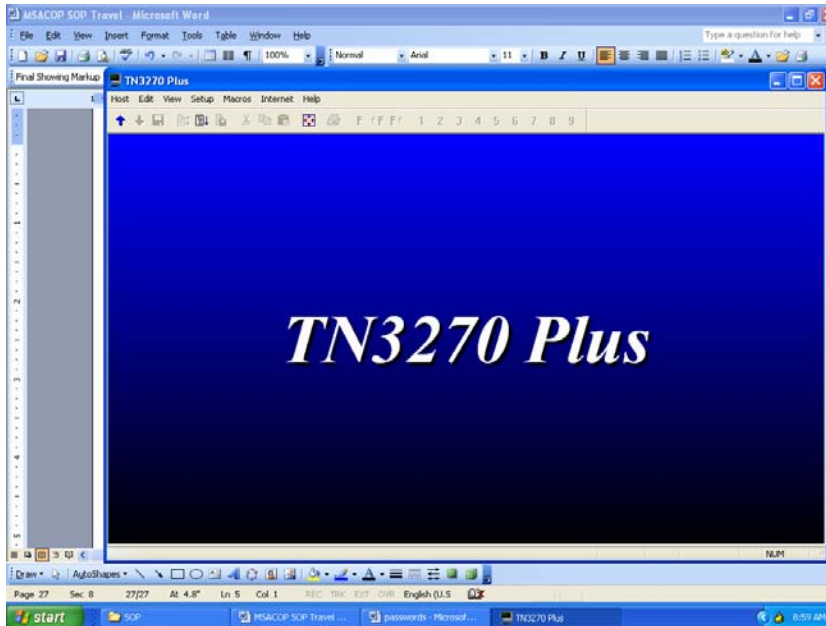 MSACOP SOP Travel - Microsoft Word
File Edit View Insert Format Tools Table Window Help Type a question for help
100% Normal Arial 11 B I U
Final Showing Markup
TN3270 Plus
Host Edit View Setup Macros Internet Help
1 2 3 4 5 6 7 8 9
TN3270 Plus
NUM
Draw AutoShapes
Page 27 Sec 8 27/27 At 4.8" Ln 5 Col 1 REC TRK EXT OVR English (U.S
start SOP MSACOP SOP Travel ... passwords - Microsof... TN3270 Plus 8:59 AM